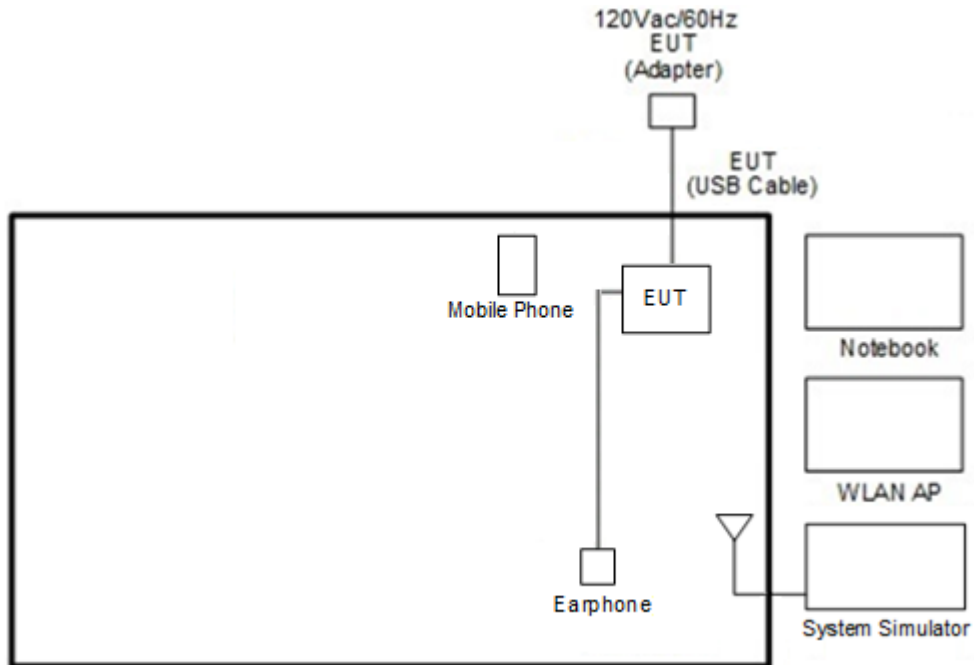 120Vac/60Hz
EUT
(Adapter)
EUT
(USB Cable)
Mobile Phone
EUT
Notebook
WLAN AP
Earphone
System Simulator